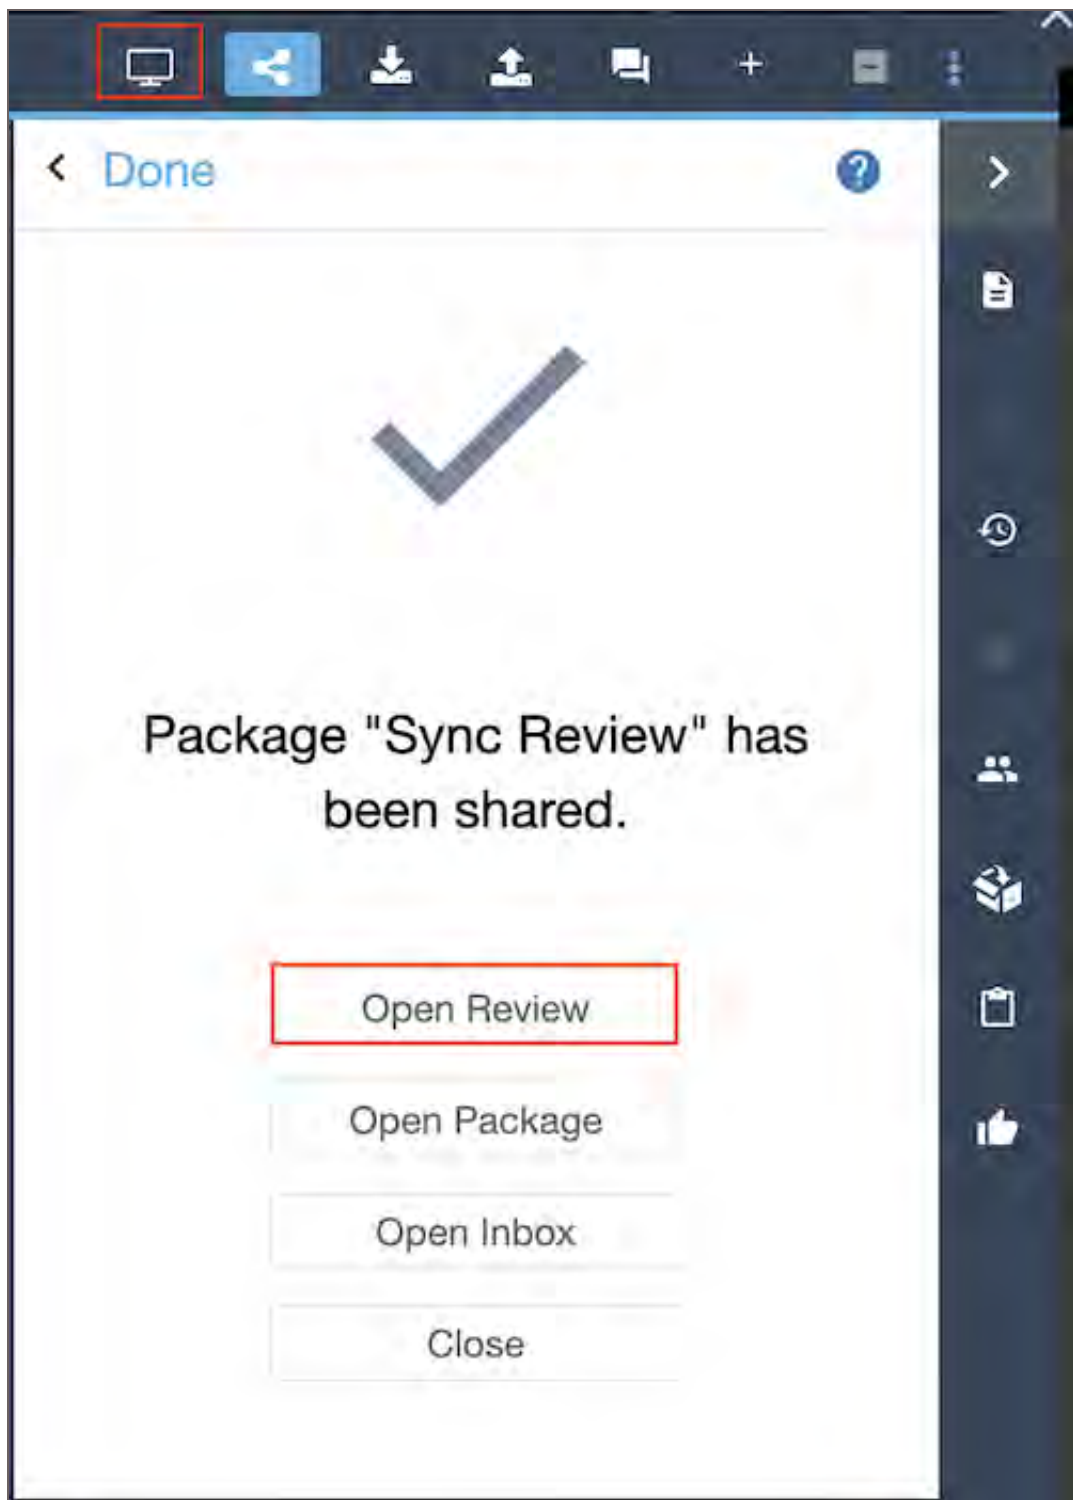 Done
Package "Sync Review" has
been shared.
Open Review
Open Package
Open Inbox
Close